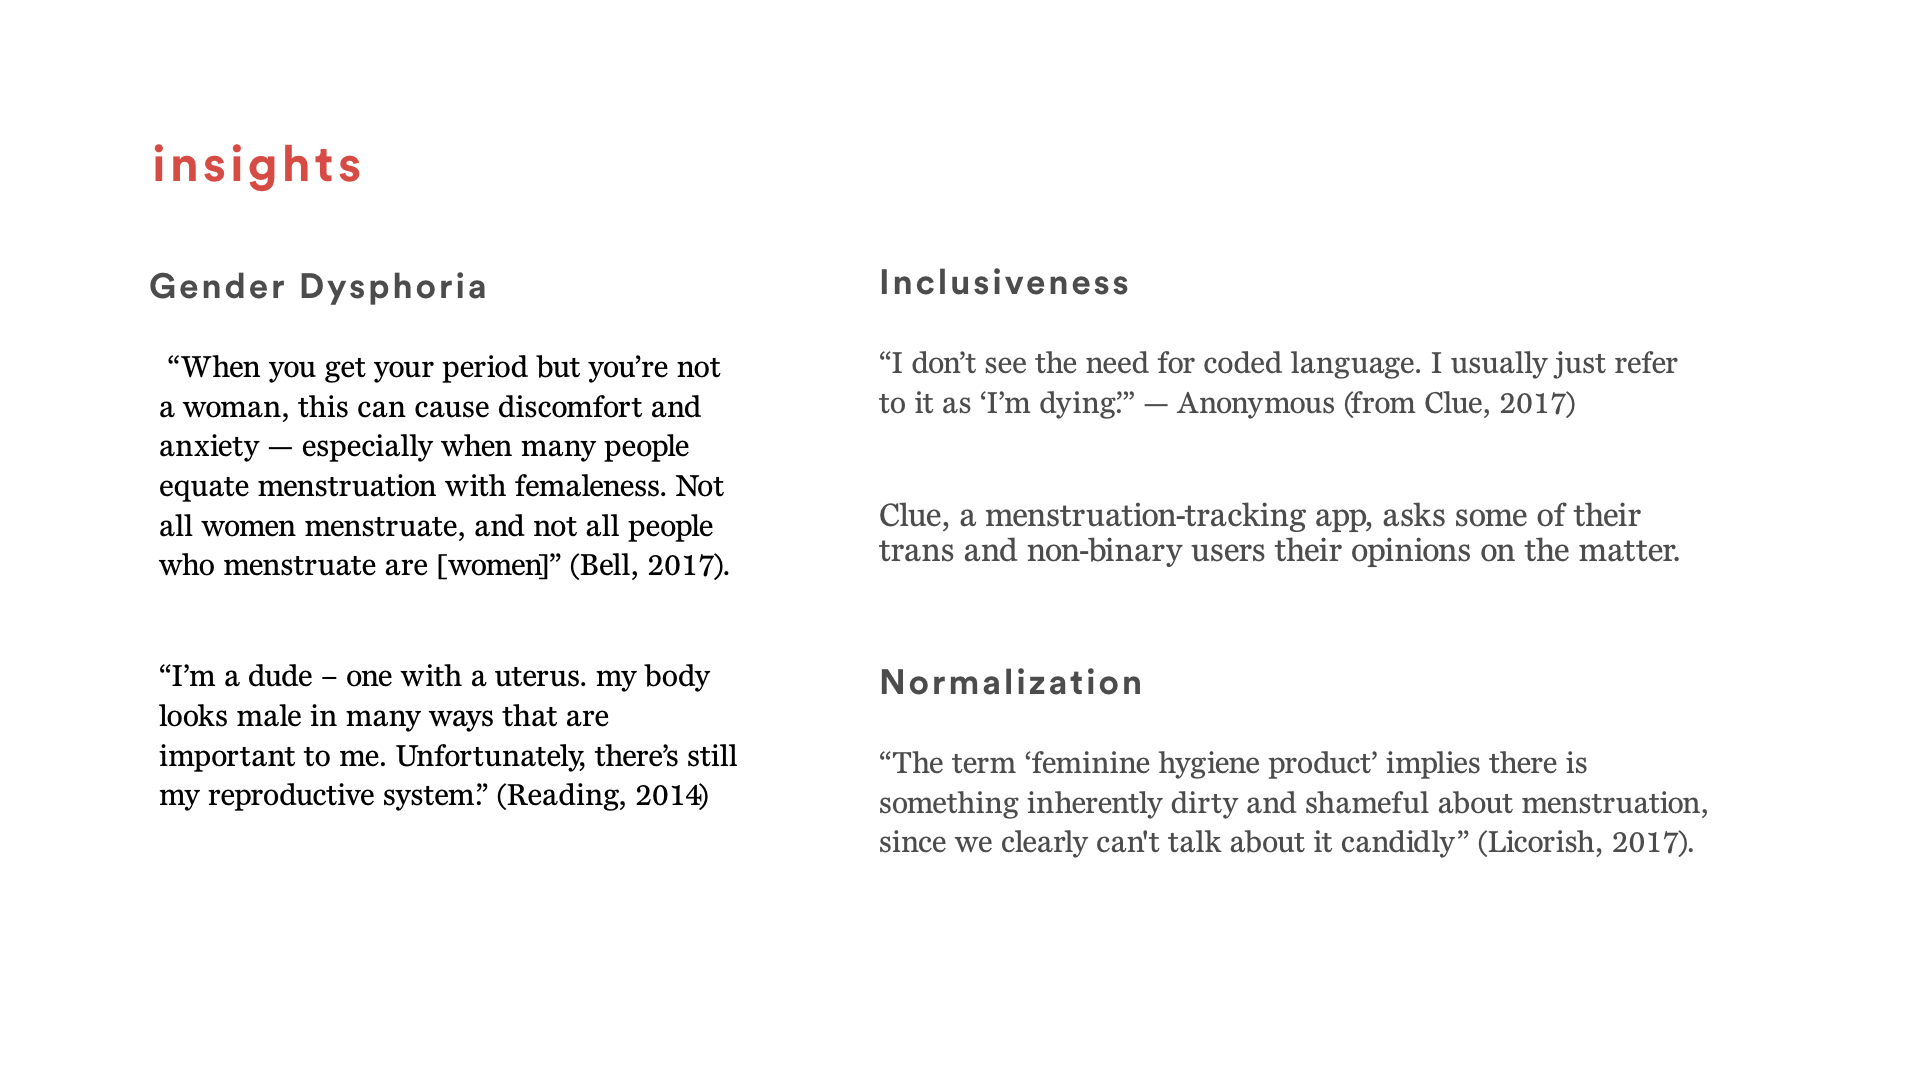 insights
Gender Dysphoria
“When you get your period but you’re not
a woman, this can cause discomfort and
anxiety — especially when many people
equate menstruation with femaleness. Not
all women menstruate, and not all people
who menstruate are [women]” (Bell, 2017).
“I’m a dude – one with a uterus. my body
looks male in many ways that are
important to me. Unfortunately, there’s still
my reproductive system.” (Reading, 2014)
Inclusiveness
“I don’t see the need for coded language. I usually just refer
to it as ‘I’m dying.’” — Anonymous (from Clue, 2017)
Clue, a menstruation-tracking app, asks some of their
trans and non-binary users their opinions on the matter.
Normalization
“The term ‘feminine hygiene product’ implies there is
something inherently dirty and shameful about menstruation,
since we clearly can't talk about it candidly” (Licorish, 2017).